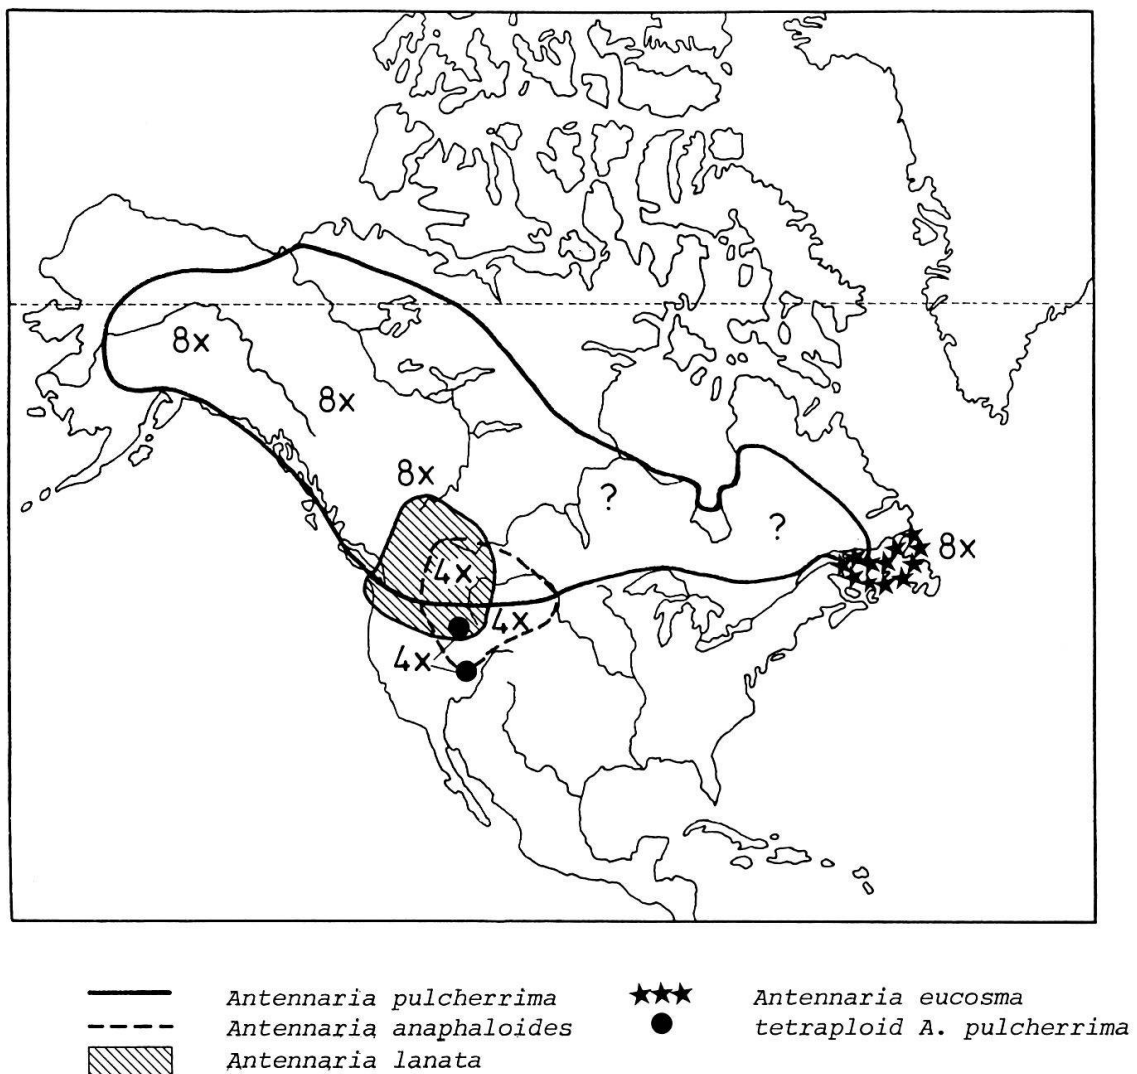 8x
8x
8x
?
?
8x
4x
4x
4x
Antennaria pulcherrima
Antennaria anaphaloides
Antennaria lanata
Antennaria eucosma
tetraploid A. pulcherrima